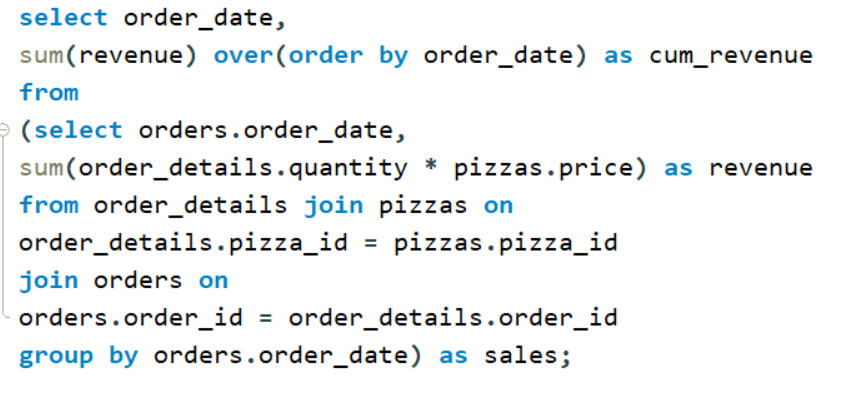 select order_date,
sum(revenue) over(order by order_date) as cum_revenue
from
(select orders.order_date,
sum(order_details.quantity * pizzas.price) as revenue
from order_details join pizzas on
order_details.pizza_id = pizzas.pizza_id
join orders on
orders.order_id = order_details.order_id
group by orders.order_date) as sales;